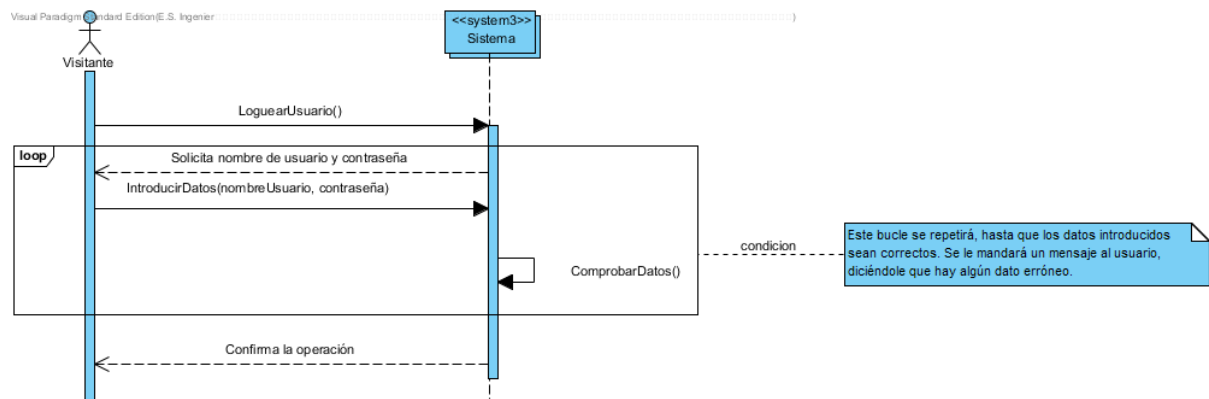 Visual Paradigm Standard Edition(E.S. Ingenier
<<system3>>
Sistema
Visitante
LoguearUsuario()
loop
Solicita nombre de usuario y contraseña
IntroducirDatos(nombreUsuario, contraseña)
Este bucle se repetirá, hasta que los datos introducidos
condicion
sean correctos. Se le mandará un mensaje al usuario,
diciéndole que hay algún dato erróneo.
ComprobarDatos()
Confirma la operación